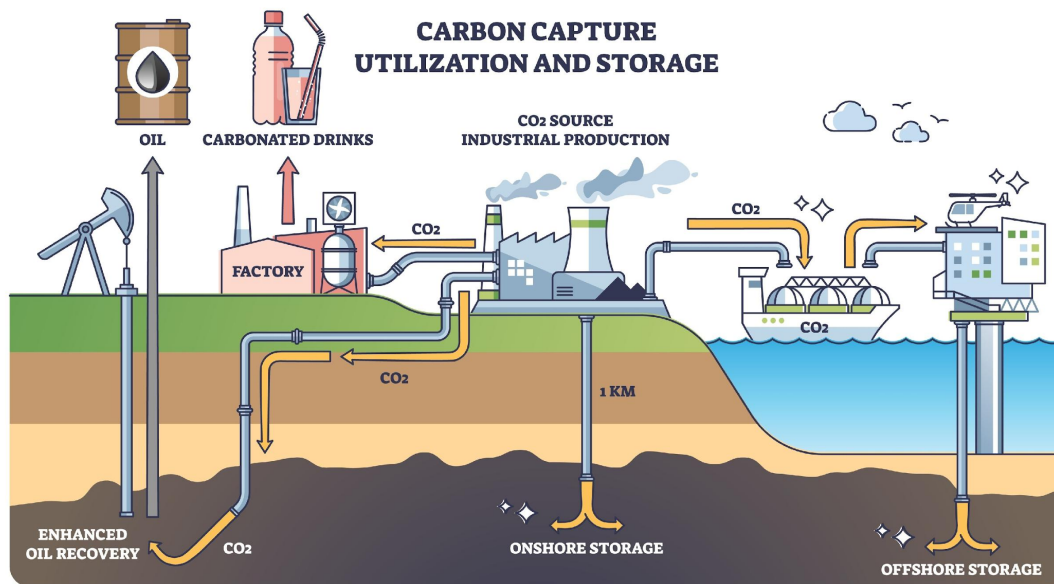 CARBON CAPTURE
UTILIZATION AND STORAGE
OIL
CARBONATED DRINKS
CO2 SOURCE
INDUSTRIAL PRODUCTION
CO2
CO2
FACTORY
CO2
CO2
1 KM
ENHANCED
OIL RECOVERY
CO2
ONSHORE STORAGE
OFFSHORE STORAGE